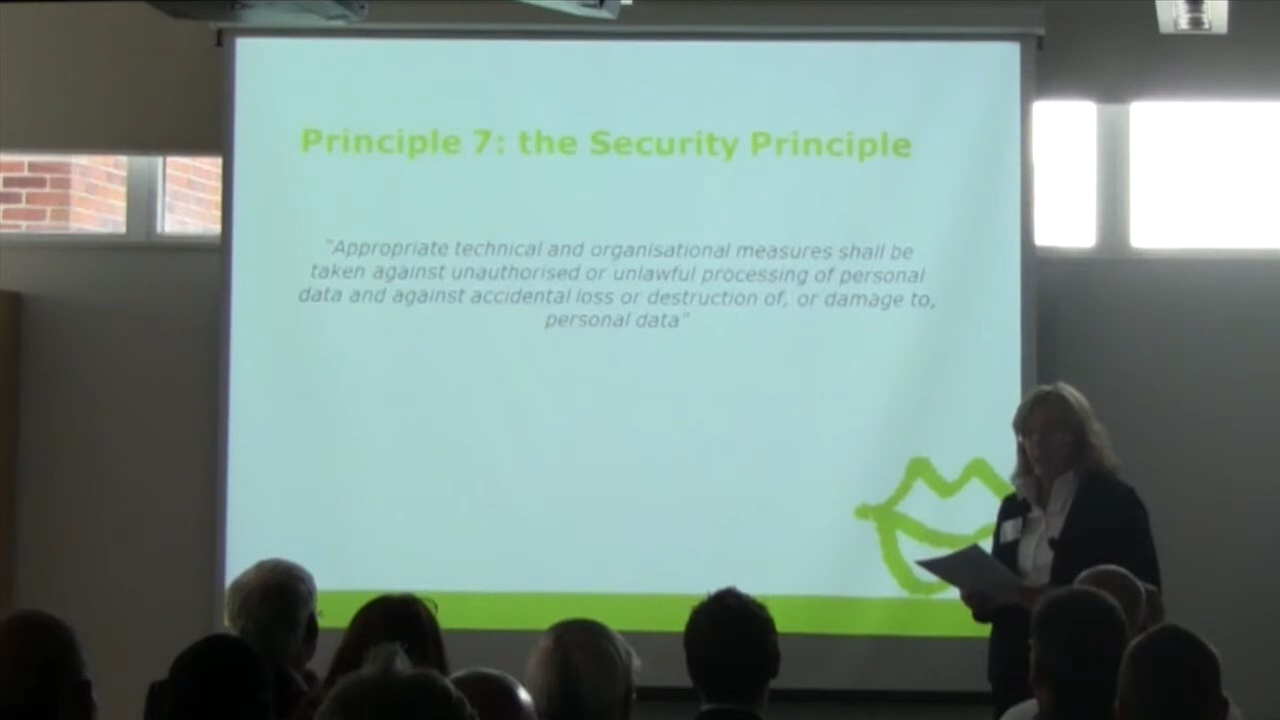 Principle 7: the Security Principle
"Appropriate technical and organisational measures shall be
taken against unauthorised or unlawful processing of personal
data and against accidental loss or destruction of, or damage to,
personal data"